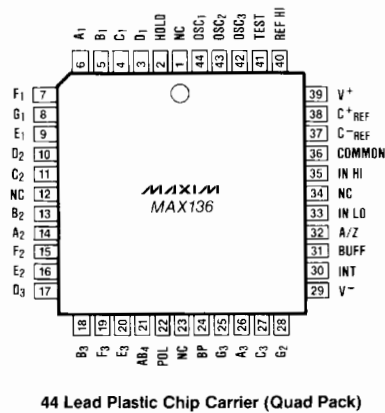 A1 B1 C1 D1 HOLD NC OSC1 OSC2 OSC3 TEST REF HI
6 5 4 3 2 1 44 43 42 41 40
F1 7
G1 8
E1 9
D2 10
C2 11
NC 12
B2 13
A2 14
F2 15
E2 16
D3 17
MAXIM
MAX136
39 V+
38 C+REF
37 C-REF
36 COMMON
35 IN HI
34 NC
33 IN LO
32 A/Z
31 BUFF
30 INT
29 V-
18 19 20 21 22 23 24 25 26 27 28
B3 F3 E3 AB4 POL NC BP G3 A3 C3 G2
44 Lead Plastic Chip Carrier (Quad Pack)